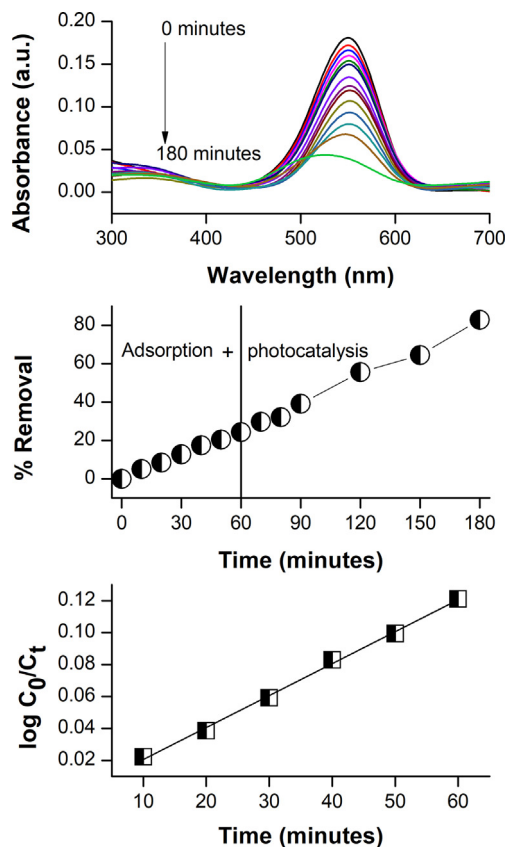 0 minutes
180 minutes
Absorbance (a.u.)
0.20
0.15
0.10
0.05
0.00
300 400 500 600 700
Wavelength (nm)
Adsorption + photocatalysis
% Removal
80
60
40
20
0
0 30 60 90 120 150 180
Time (minutes)
log C₀/Cₜ
0.12
0.10
0.08
0.06
0.04
0.02
10 20 30 40 50 60
Time (minutes)